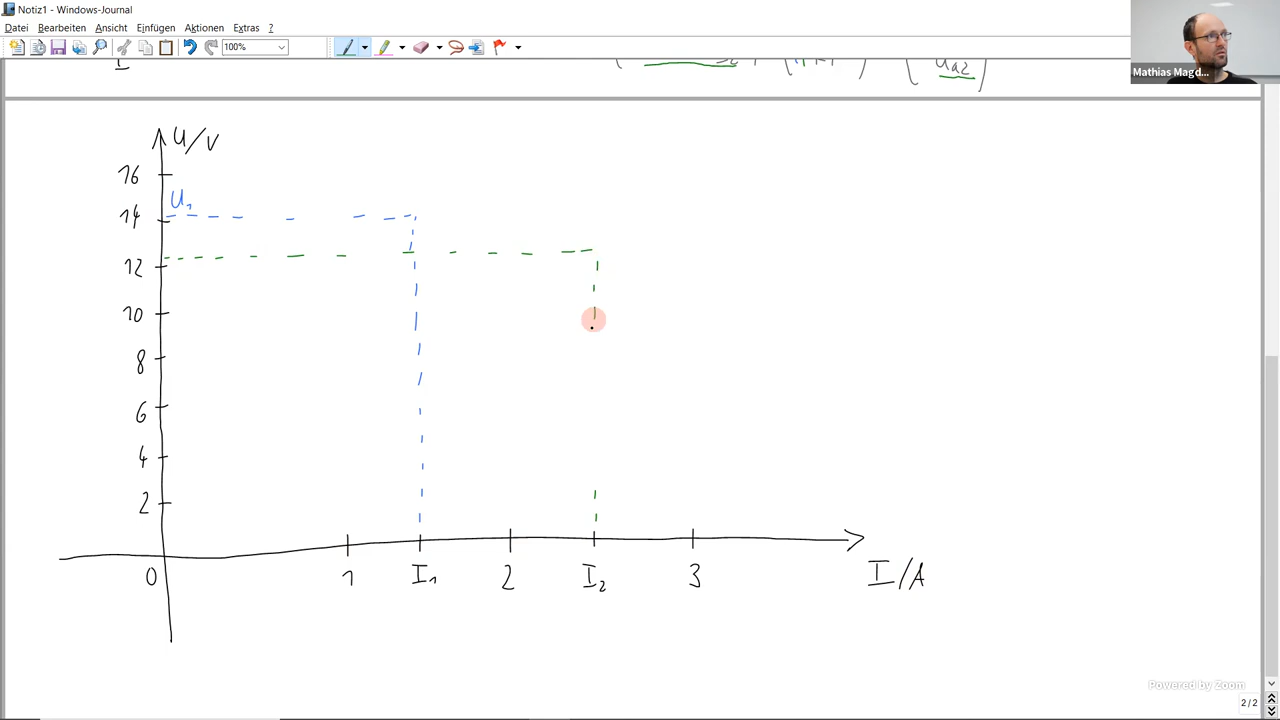 Notiz1 - Windows-Journal
Datei Bearbeiten Ansicht Einfügen Aktionen Extras ?
100%
Mathias Magd...
I
Ua2
U/V
16
U1
14
12
10
8
6
4
2
0 1 I1 2 I2 3 I/A
Powered by Zoom
2/2